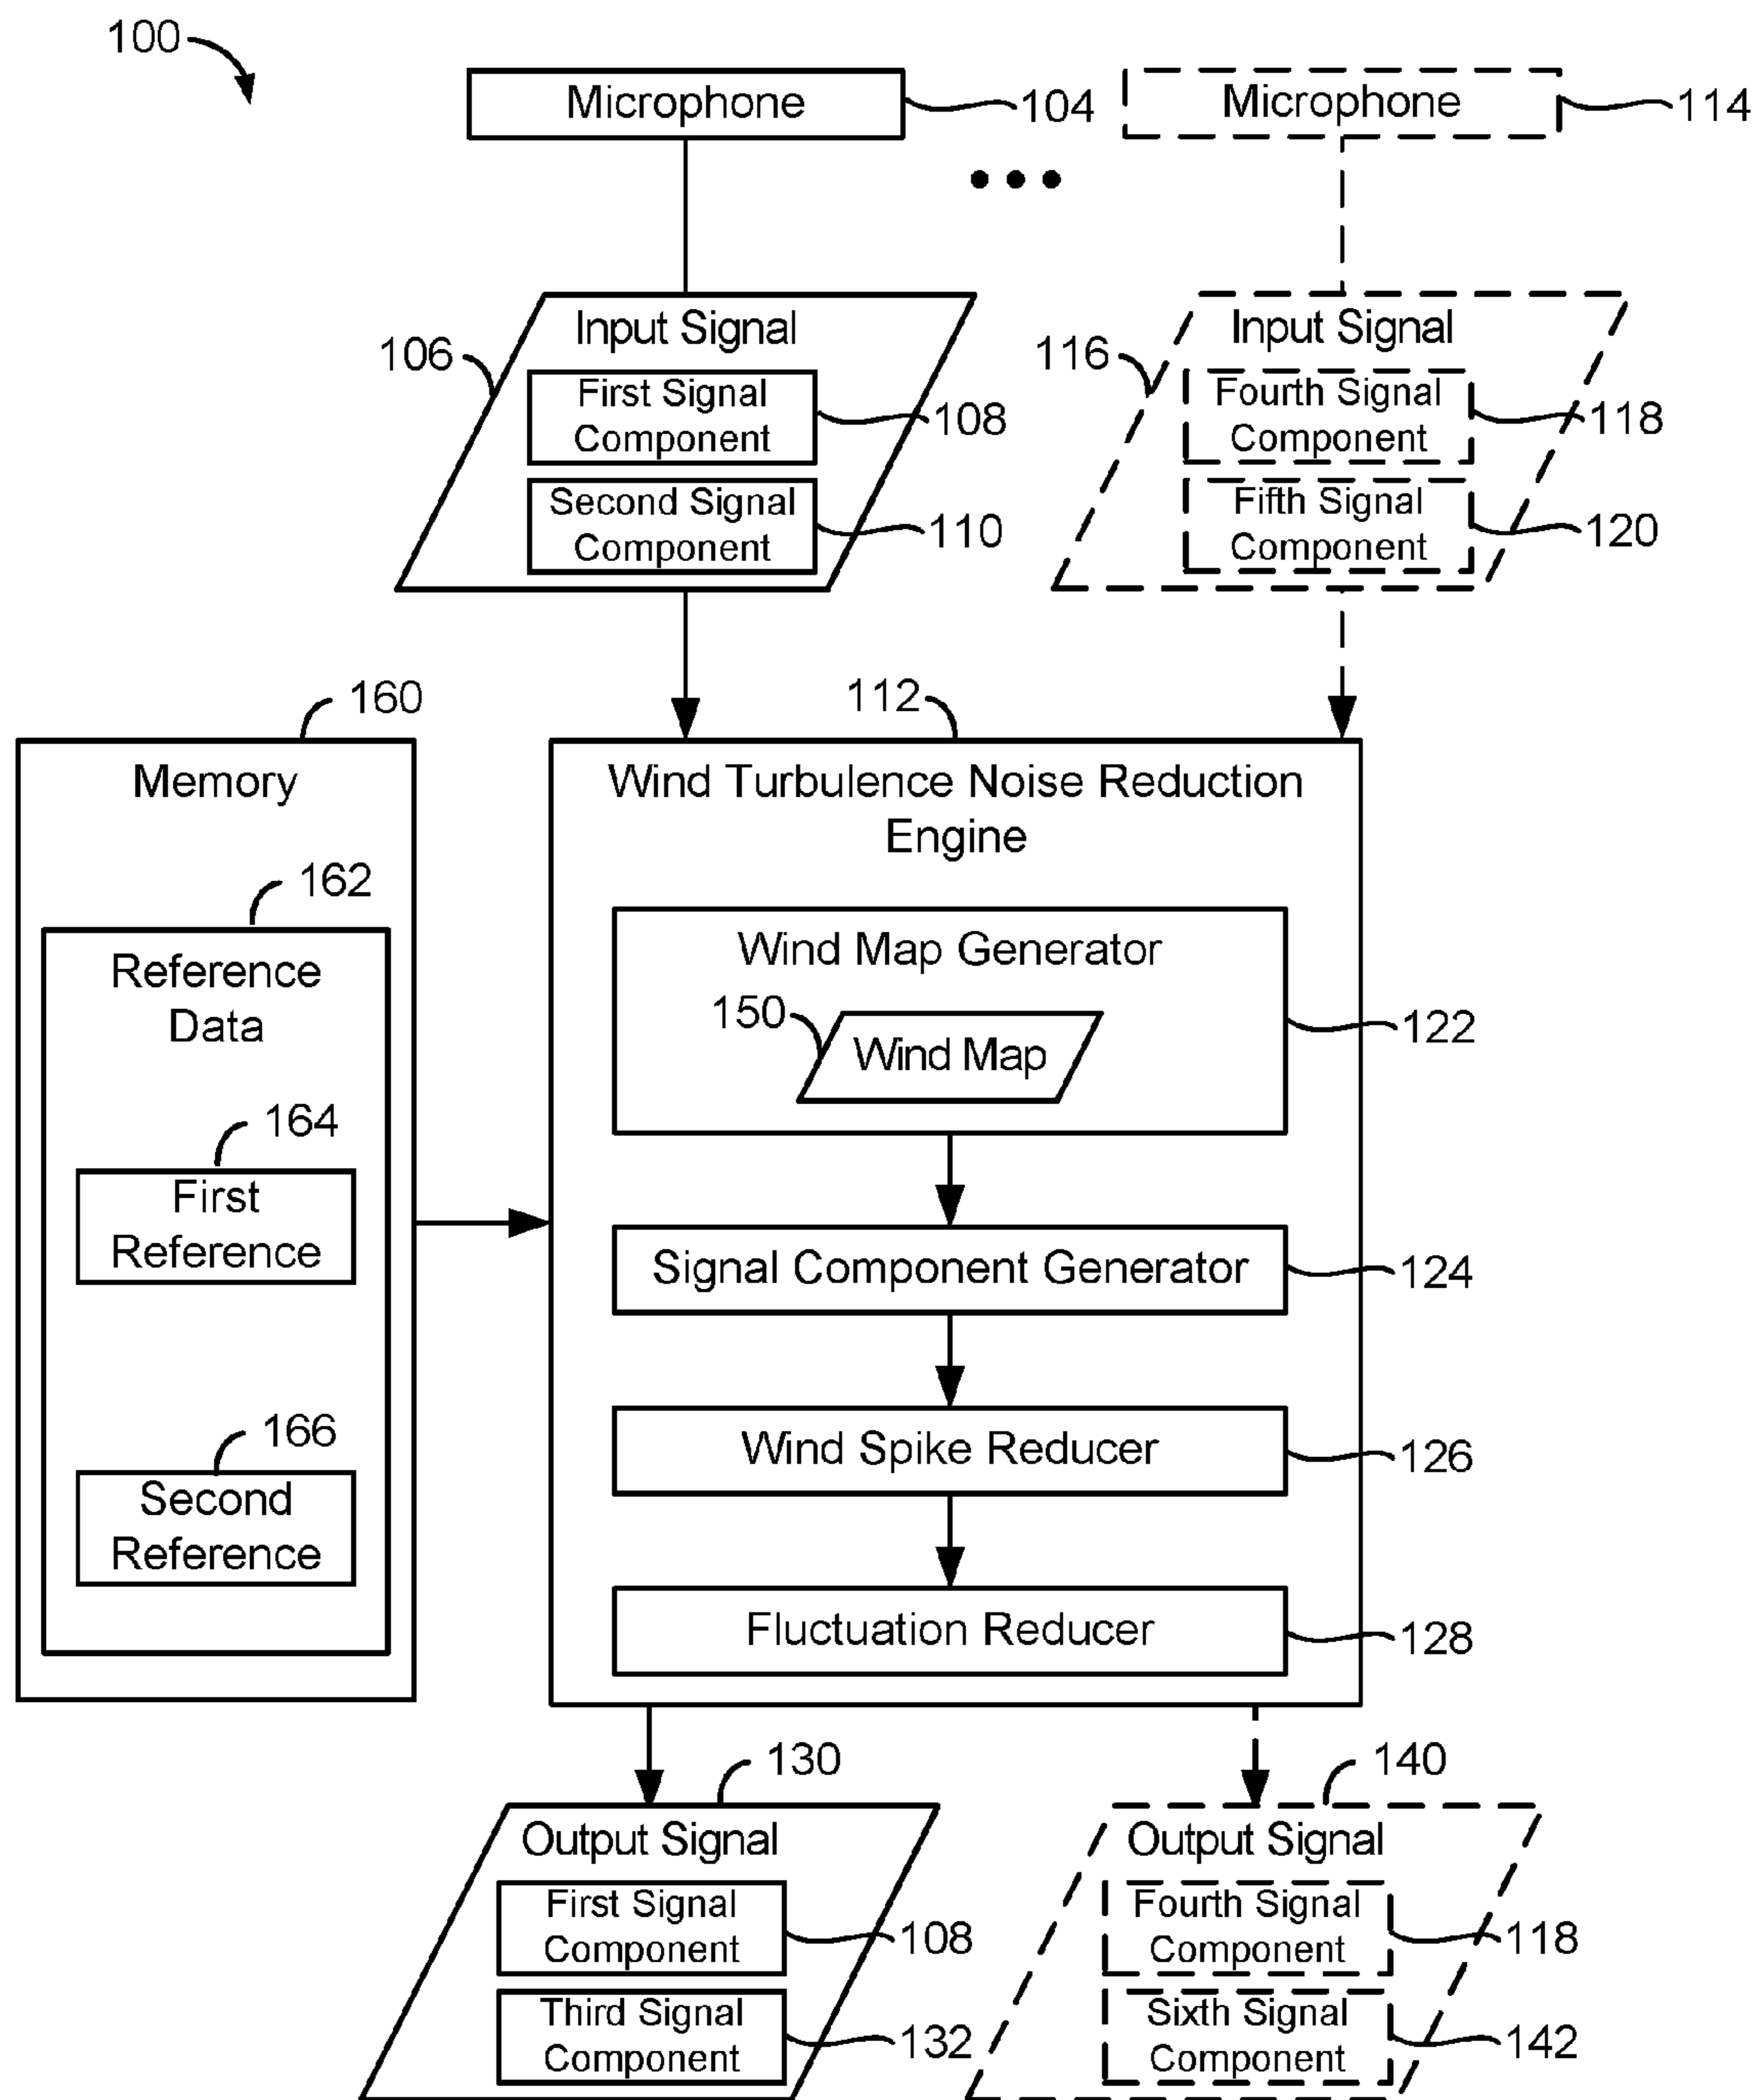 100
Microphone
104
Microphone
114
Input Signal
106
First Signal
Component
108
Second Signal
Component
110
Input Signal
116
Fourth Signal
Component
118
Fifth Signal
Component
120
160
Memory
162
Reference
Data
164
First
Reference
166
Second
Reference
112
Wind Turbulence Noise Reduction
Engine
Wind Map Generator
150
Wind Map
122
Signal Component Generator
124
Wind Spike Reducer
126
Fluctuation Reducer
128
130
Output Signal
First Signal
Component
108
Third Signal
Component
132
140
Output Signal
Fourth Signal
Component
118
Sixth Signal
Component
142